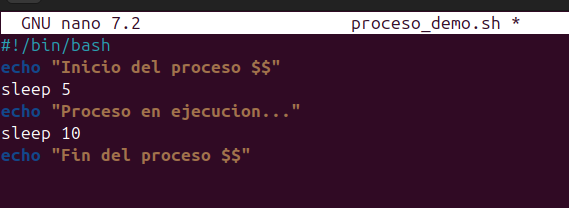 GNU nano 7.2 proceso_demo.sh *
#!/bin/bash
echo "Inicio del proceso $$"
sleep 5
echo "Proceso en ejecucion..."
sleep 10
echo "Fin del proceso $$"